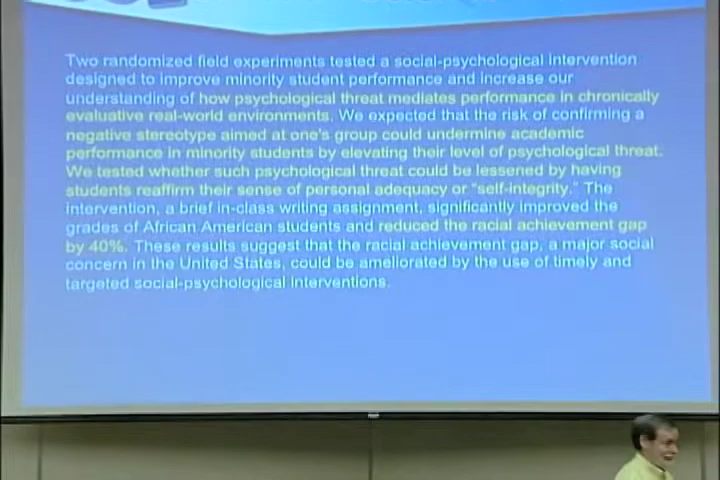 Two randomized field experiments tested a social-psychological intervention
designed to improve minority student performance and increase our
understanding of how psychological threat mediates performance in chronically
evaluative real-world environments. We expected that the risk of confirming a
negative stereotype aimed at one's group could undermine academic
performance in minority students by elevating their level of psychological threat.
We tested whether such psychological threat could be lessened by having
students reaffirm their sense of personal adequacy or “self-integrity.” The
intervention, a brief in-class writing assignment, significantly improved the
grades of African American students and reduced the racial achievement gap
by 40%. These results suggest that the racial achievement gap, a major social
concern in the United States, could be ameliorated by the use of timely and
targeted social-psychological interventions.